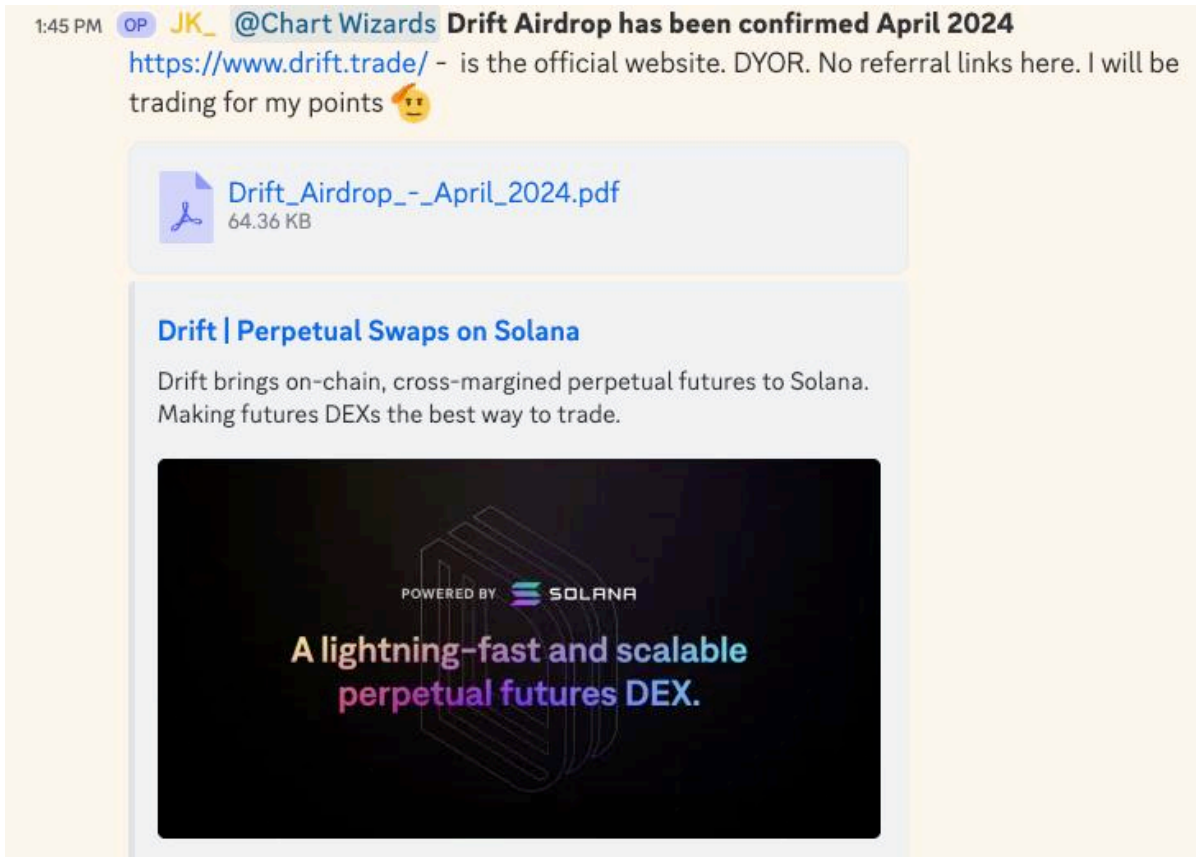 1:45 PM OP JK_ @Chart Wizards Drift Airdrop has been confirmed April 2024
https://www.drift.trade/ - is the official website. DYOR. No referral links here. I will be
trading for my points 🫡
Drift_Airdrop_-_April_2024.pdf
64.36 KB
Drift | Perpetual Swaps on Solana
Drift brings on-chain, cross-margined perpetual futures to Solana.
Making futures DEXs the best way to trade.
POWERED BY SOLANA
A lightning-fast and scalable
perpetual futures DEX.